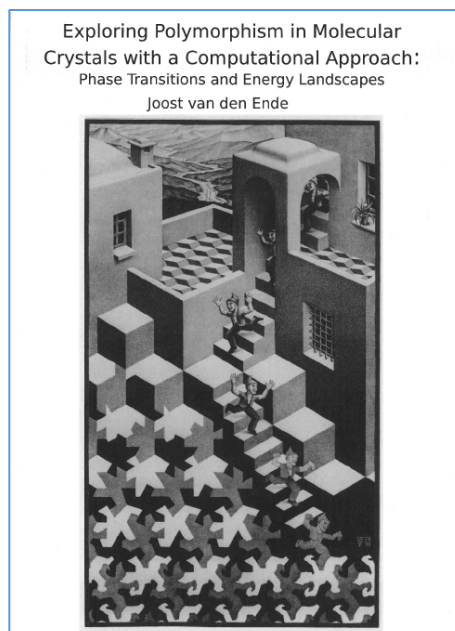 Exploring Polymorphism in Molecular
Crystals with a Computational Approach:
Phase Transitions and Energy Landscapes
Joost van den Ende